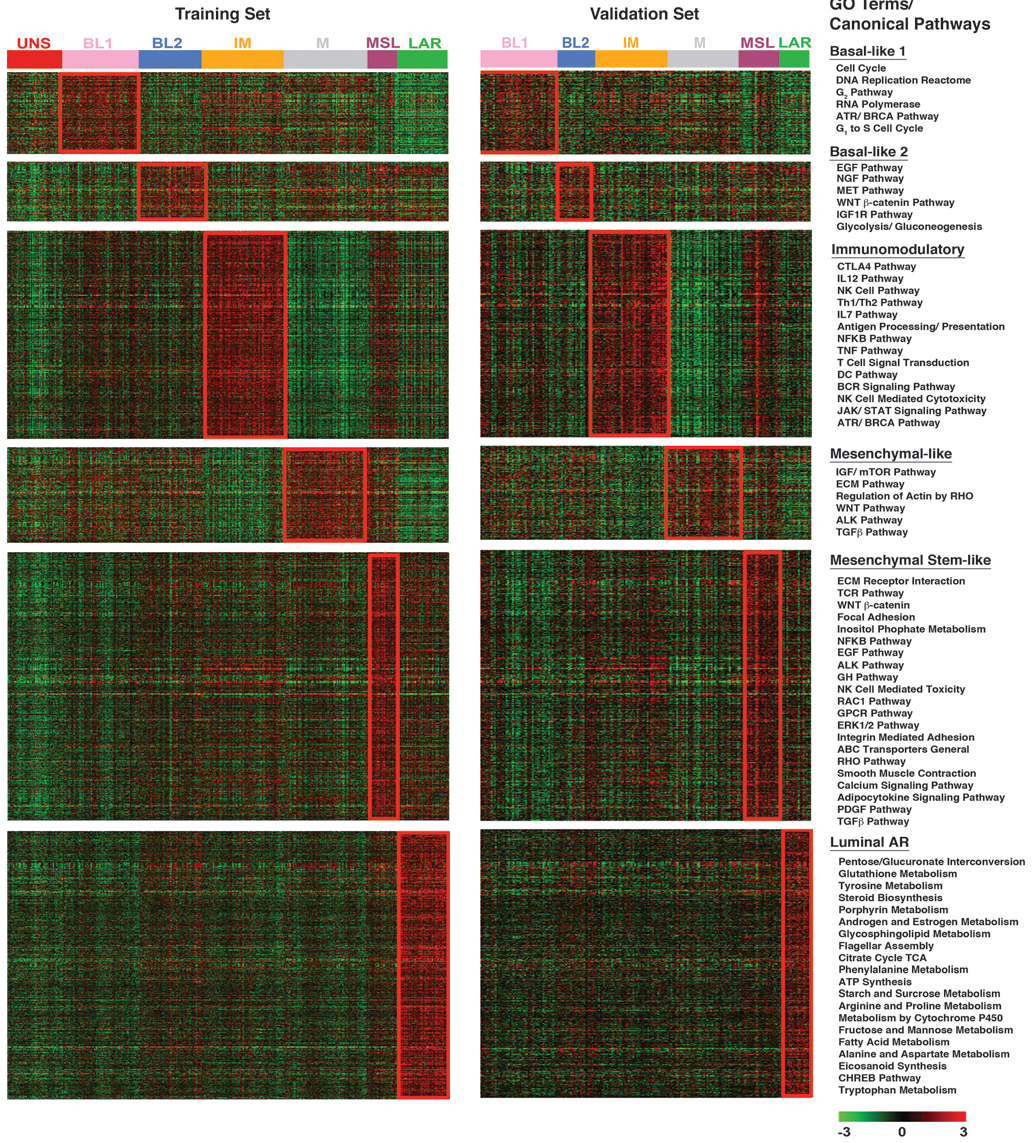 Training Set
Validation Set
GO Terms/
Canonical Pathways
UNS BL1 BL2 IM M MSL LAR
BL1 BL2 IM M MSL LAR
Basal-like 1
Cell Cycle
DNA Replication Reactome
G2 Pathway
RNA Polymerase
ATR/ BRCA Pathway
G1 to S Cell Cycle
Basal-like 2
EGF Pathway
NGF Pathway
MET Pathway
WNT β-catenin Pathway
IGF1R Pathway
Glycolysis/ Gluconeogenesis
Immunomodulatory
CTLA4 Pathway
IL12 Pathway
NK Cell Pathway
Th1/Th2 Pathway
IL7 Pathway
Antigen Processing/ Presentation
NFKB Pathway
TNF Pathway
T Cell Signal Transduction
DC Pathway
BCR Signaling Pathway
NK Cell Mediated Cytotoxicity
JAK/ STAT Signaling Pathway
ATR/ BRCA Pathway
Mesenchymal-like
IGF/ mTOR Pathway
ECM Pathway
Regulation of Actin by RHO
WNT Pathway
ALK Pathway
TGFβ Pathway
Mesenchymal Stem-like
ECM Receptor Interaction
TCR Pathway
WNT β-catenin
Focal Adhesion
Inositol Phophate Metabolism
NFKB Pathway
EGF Pathway
ALK Pathway
GH Pathway
NK Cell Mediated Toxicity
RAC1 Pathway
GPCR Pathway
ERK1/2 Pathway
Integrin Mediated Adhesion
ABC Transporters General
RHO Pathway
Smooth Muscle Contraction
Calcium Signaling Pathway
Adipocytokine Signaling Pathway
PDGF Pathway
TGFβ Pathway
Luminal AR
Pentose/Glucuronate Interconversion
Glutathione Metabolism
Tyrosine Metabolism
Steroid Biosynthesis
Porphyrin Metabolism
Androgen and Estrogen Metabolism
Glycosphingolipid Metabolism
Flagellar Assembly
Citrate Cycle TCA
Phenylalanine Metabolism
ATP Synthesis
Starch and Surcrose Metabolism
Arginine and Proline Metabolism
Metabolism by Cytochrome P450
Fructose and Mannose Metabolism
Fatty Acid Metabolism
Alanine and Aspartate Metabolism
Eicosanoid Synthesis
CHREB Pathway
Tryptophan Metabolism
-3 0 3